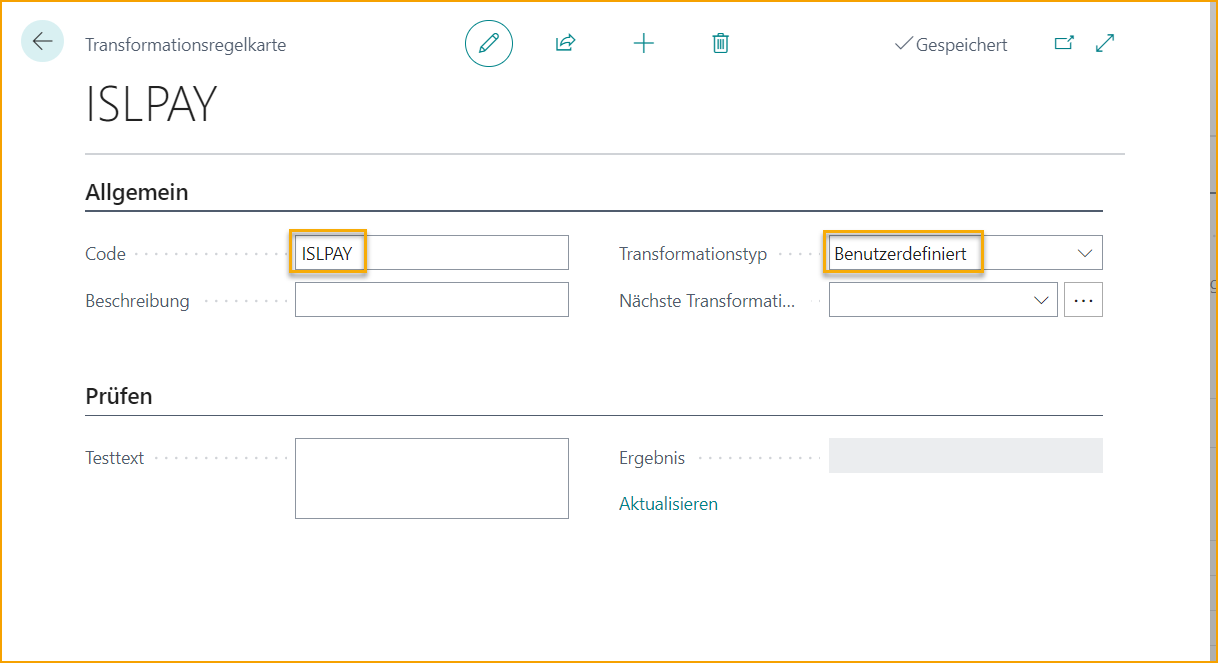 Transformationsregelkarte
Gespeichert
ISLPAY
Allgemein
Code ISLPAY Transformationstyp Benutzerdefiniert
Beschreibung Nächste Transformati...
Prüfen
Testtext Ergebnis
Aktualisieren